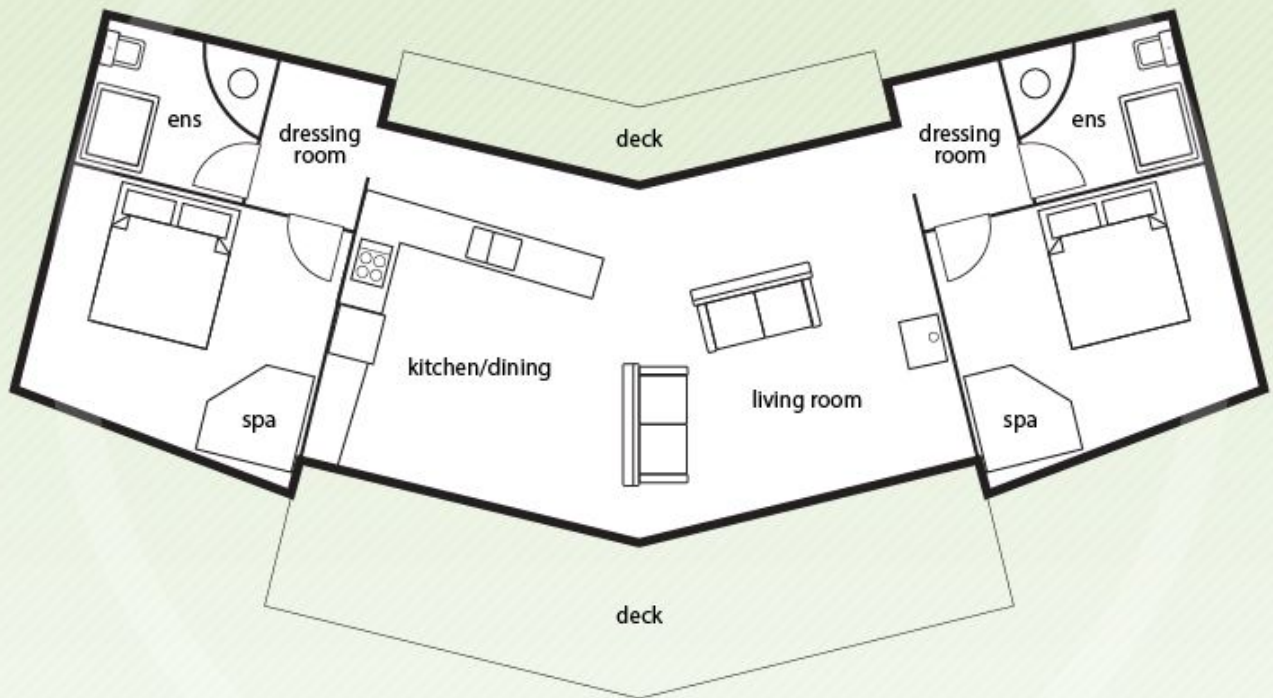 deck
ens
dressing
room
dressing
room
ens
kitchen/dining
living room
spa
spa
deck